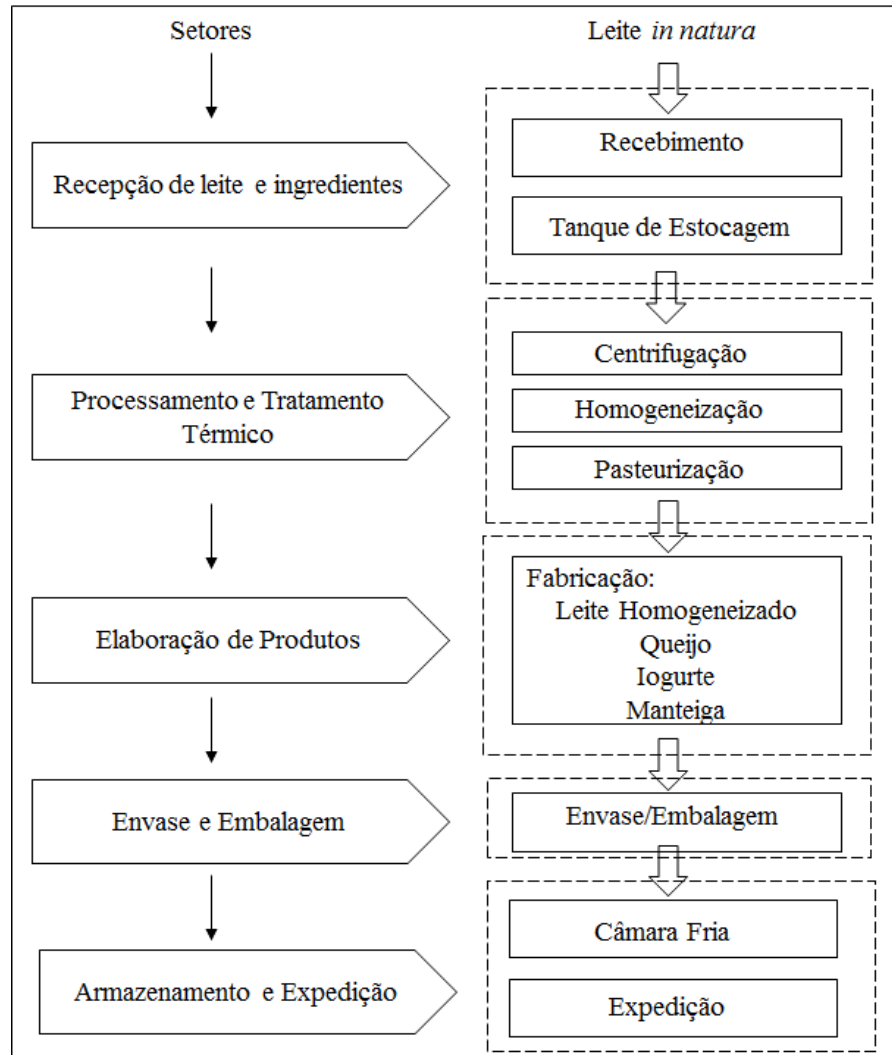 Setores
Leite in natura
Recepção de leite e ingredientes
Recebimento
Tanque de Estocagem
Processamento e Tratamento
Térmico
Centrifugação
Homogeneização
Pasteurização
Elaboração de Produtos
Fabricação:
Leite Homogeneizado
Queijo
Iogurte
Manteiga
Envase e Embalagem
Envase/Embalagem
Armazenamento e Expedição
Câmara Fria
Expedição